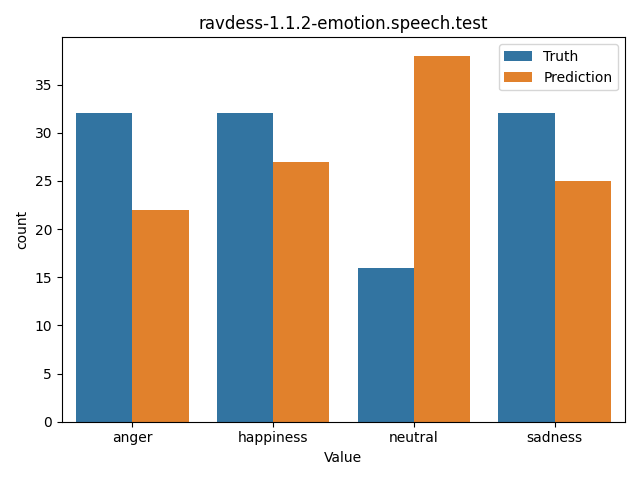 ravdess-1.1.2-emotion.speech.test
Truth
Prediction
count
35
30
25
20
15
10
5
0
anger happiness neutral sadness
Value